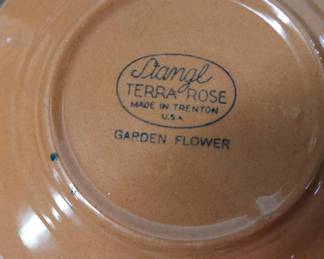 Stangl
TERRA ROSE
MADE IN TRENTON
U.S.A.
GARDEN FLOWER